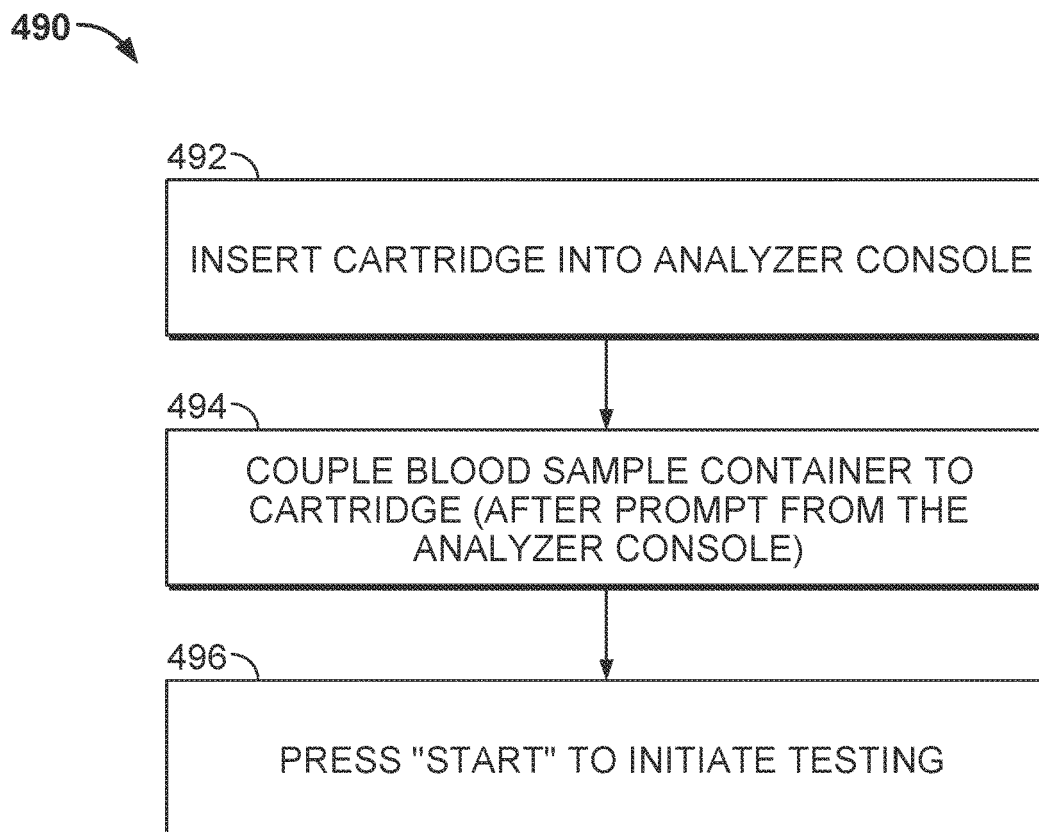 490
492
INSERT CARTRIDGE INTO ANALYZER CONSOLE
494
COUPLE BLOOD SAMPLE CONTAINER TO
CARTRIDGE (AFTER PROMPT FROM THE
ANALYZER CONSOLE)
496
PRESS "START" TO INITIATE TESTING